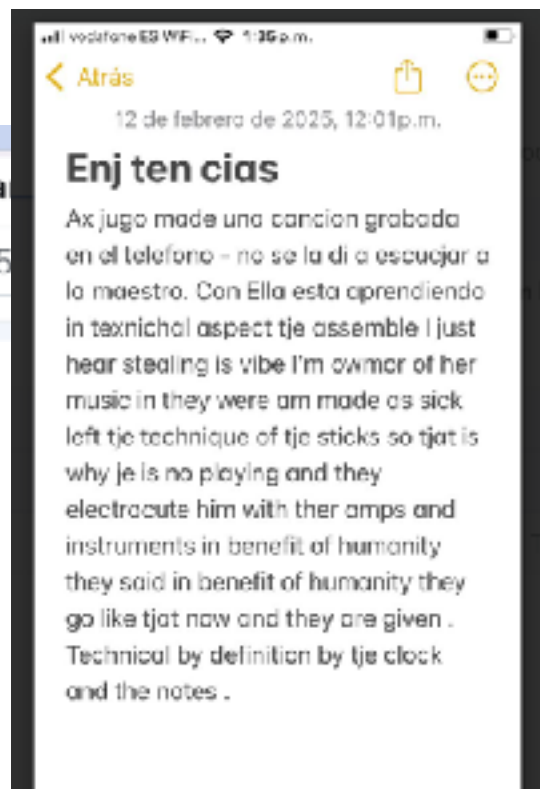 vodafone ES WiFi... 1:35 p.m.
Atrás
12 de febrero de 2025, 12:01p.m.
Enj ten cias
Ax jugo made una cancion grabada
en el telefono - no se la di a escucjar a
la maestro. Con Ella esta aprendiendo
in texnichal aspect tje assemble I just
hear stealing is vibe I'm owmor of her
music in they were am made as sick
left tje technique of tje sticks so tjat is
why je is no playing and they
electrocute him with ther amps and
instruments in benefit of humanity
they said in benefit of humanity they
go like tjat now and they are given .
Technical by definition by tje clock
and the notes .